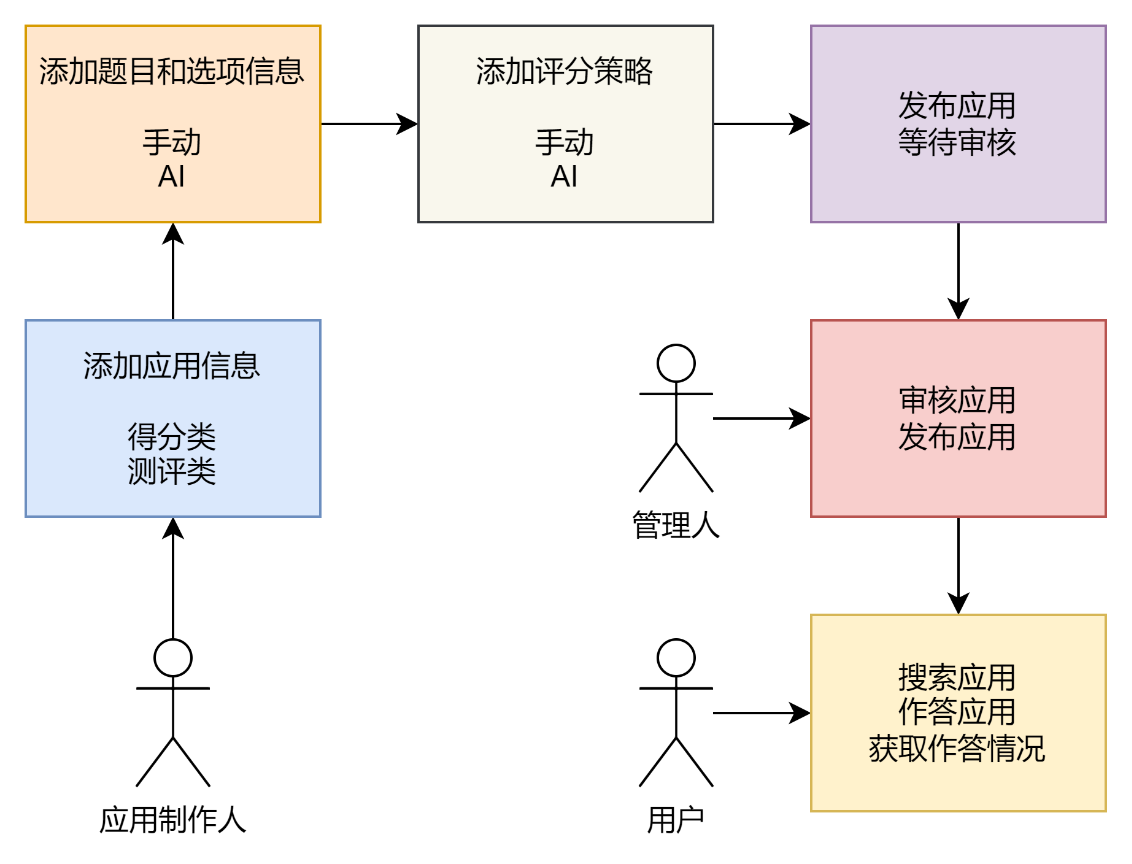 添加题目和选项信息
手动
AI
添加评分策略
手动
AI
发布应用
等待审核
添加应用信息
得分类
测评类
管理人
审核应用
发布应用
应用制作人
用户
搜索应用
作答应用
获取作答情况